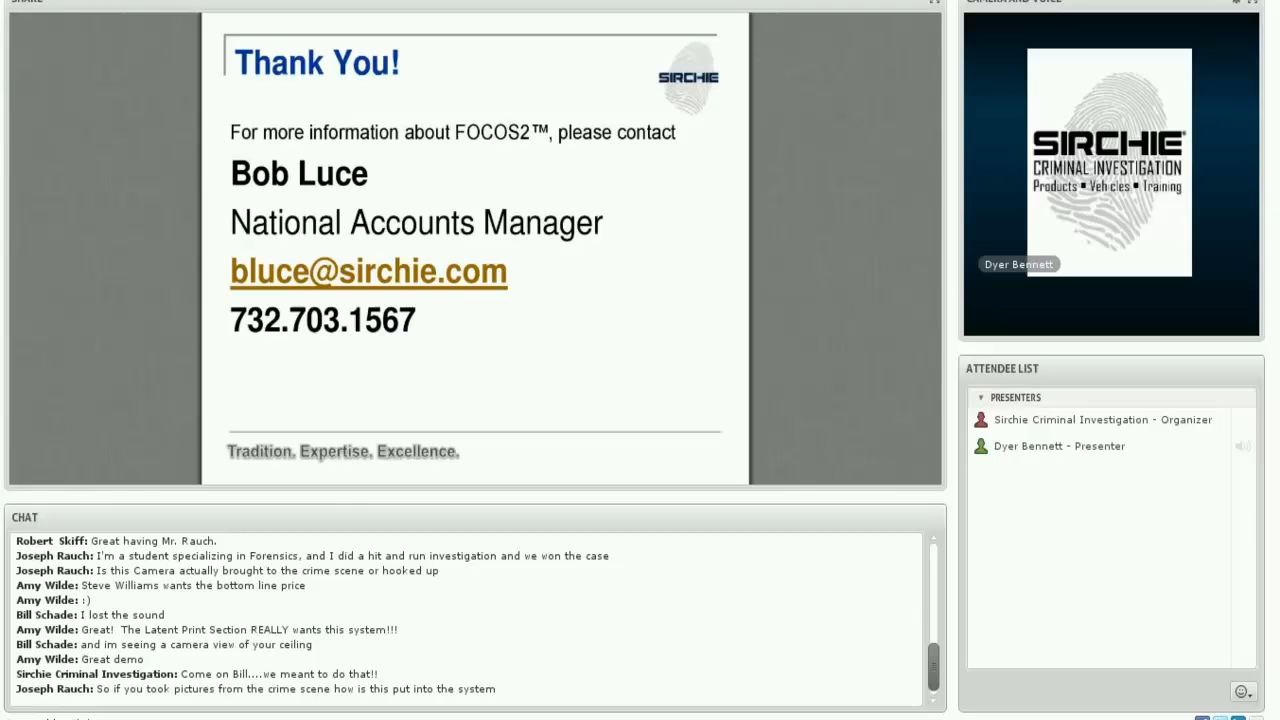 SHARE
Thank You!
SIRCHIE
For more information about FOCOS2™, please contact
Bob Luce
National Accounts Manager
bluce@sirchie.com
732.703.1567
Tradition. Expertise. Excellence.
CAMERA AND VOICE
SIRCHIE®
CRIMINAL INVESTIGATION
Products ▪ Vehicles ▪ Training
Dyer Bennett
ATTENDEE LIST
PRESENTERS
Sirchie Criminal Investigation - Organizer
Dyer Bennett - Presenter
CHAT
Robert Skiff: Great having Mr. Rauch.
Joseph Rauch: I'm a student specializing in Forensics, and I did a hit and run investigation and we won the case
Joseph Rauch: Is this Camera actually brought to the crime scene or hooked up
Amy Wilde: Steve Williams wants the bottom line price
Amy Wilde: :)
Bill Schade: I lost the sound
Amy Wilde: Great! The Latent Print Section REALLY wants this system!!!
Bill Schade: and im seeing a camera view of your ceiling
Amy Wilde: Great demo
Sirchie Criminal Investigation: Come on Bill....we meant to do that!!
Joseph Rauch: So if you took pictures from the crime scene how is this put into the system